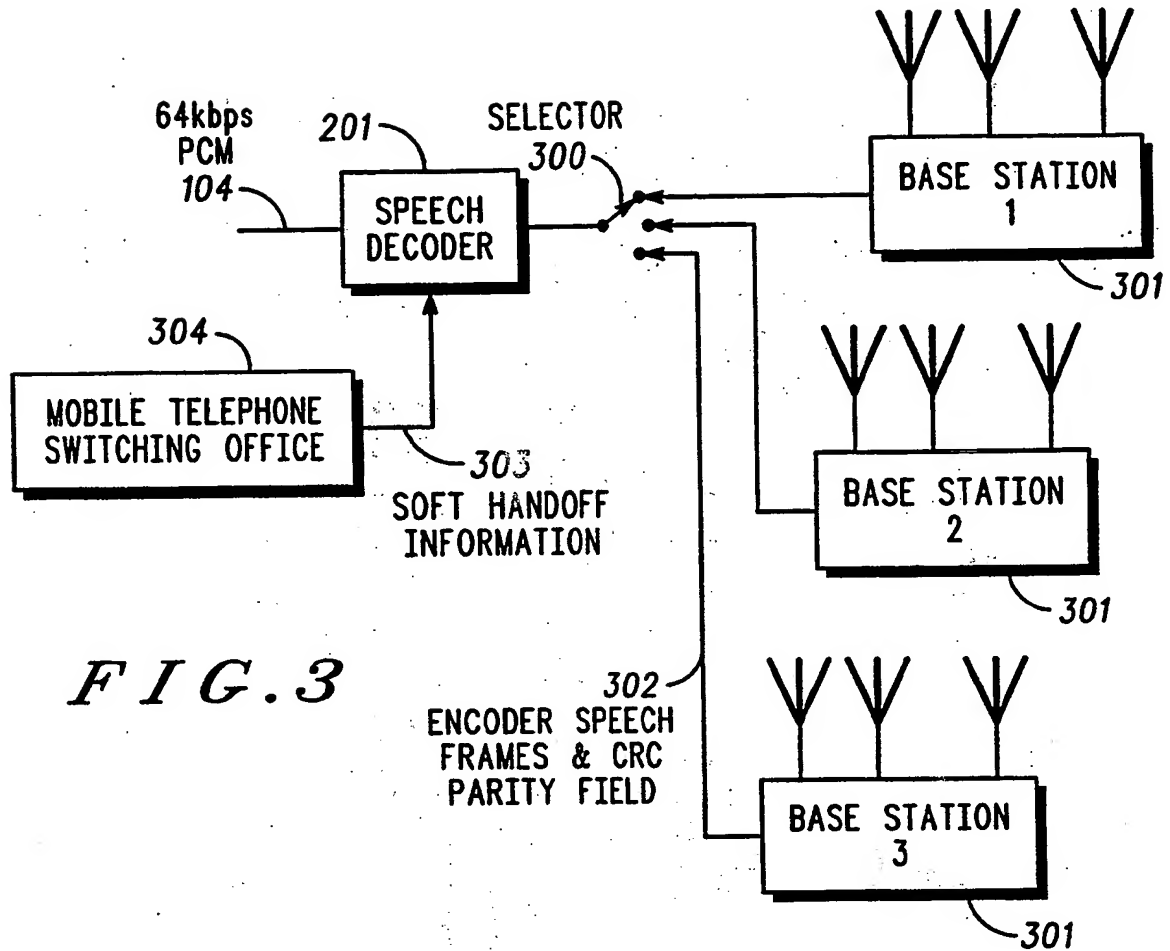 64kbps
PCM
104
201
SPEECH
DECODER
SELECTOR
300
BASE STATION
1
301
304
MOBILE TELEPHONE
SWITCHING OFFICE
303
SOFT HANDOFF
INFORMATION
BASE STATION
2
301
FIG.3
302
ENCODER SPEECH
FRAMES & CRC
PARITY FIELD
BASE STATION
3
301